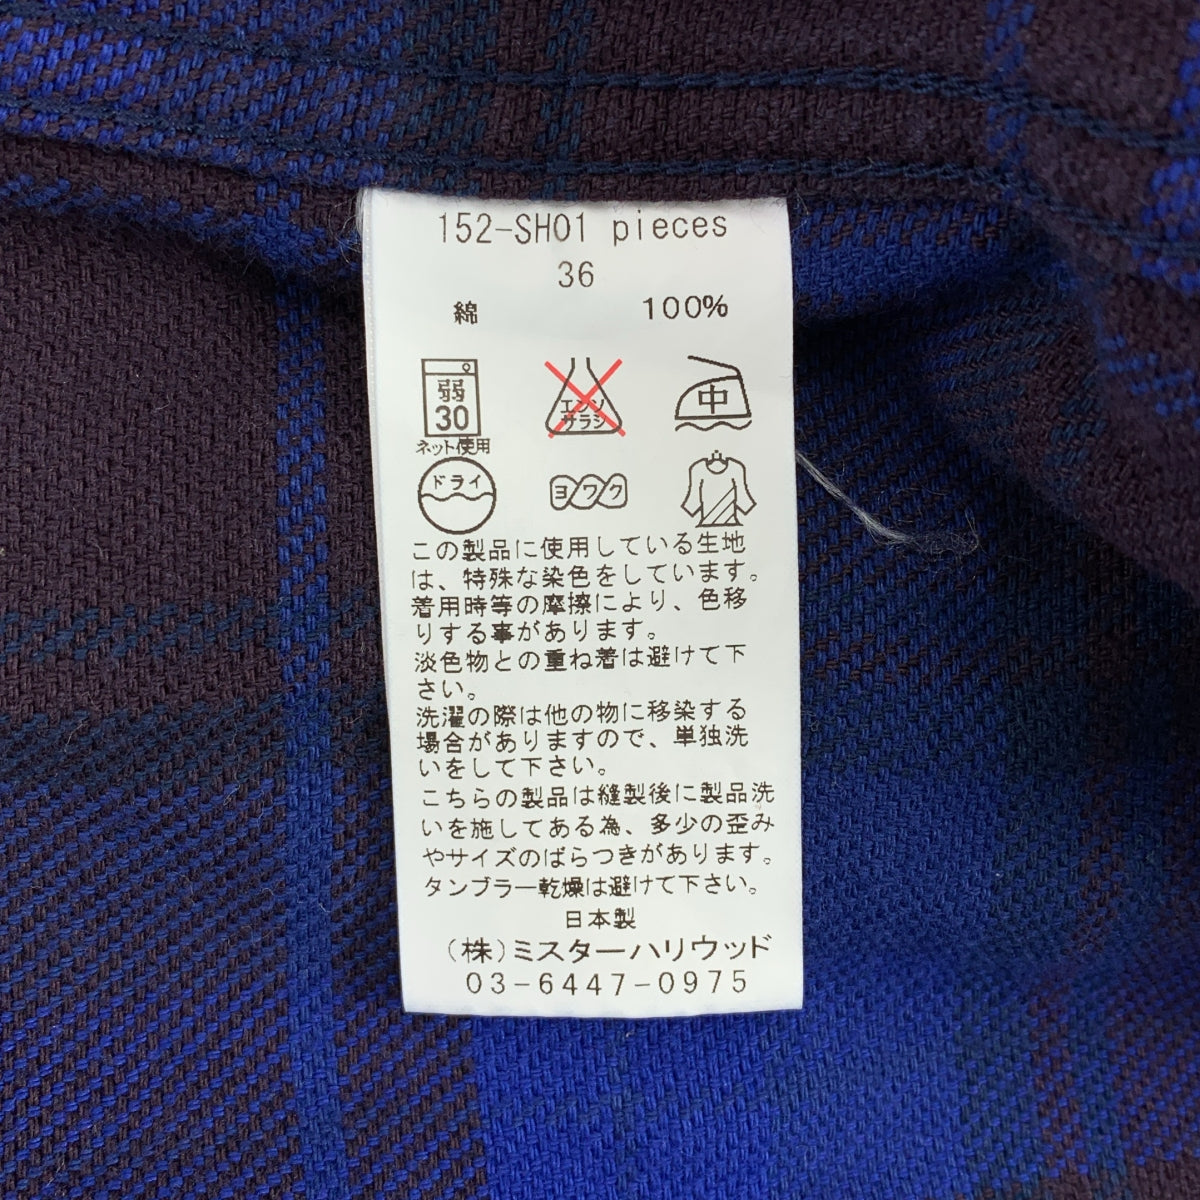 152-SH01 pieces
36
綿 100%
弱
30
ネット使用
エンソ
サラシ
中
ドライ
ヨワク
この製品に使用している生地
は、特殊な染色をしています。
着用時等の摩擦により、色移
りする事があります。
淡色物との重ね着は避けて下
さい。
洗濯の際は他の物に移染する
場合がありますので、単独洗
いをして下さい。
こちらの製品は縫製後に製品洗
いを施してある為、多少の歪み
やサイズのばらつきがあります。
タンブラー乾燥は避けて下さい。
日本製
(株)ミスターハリウッド
03-6447-0975